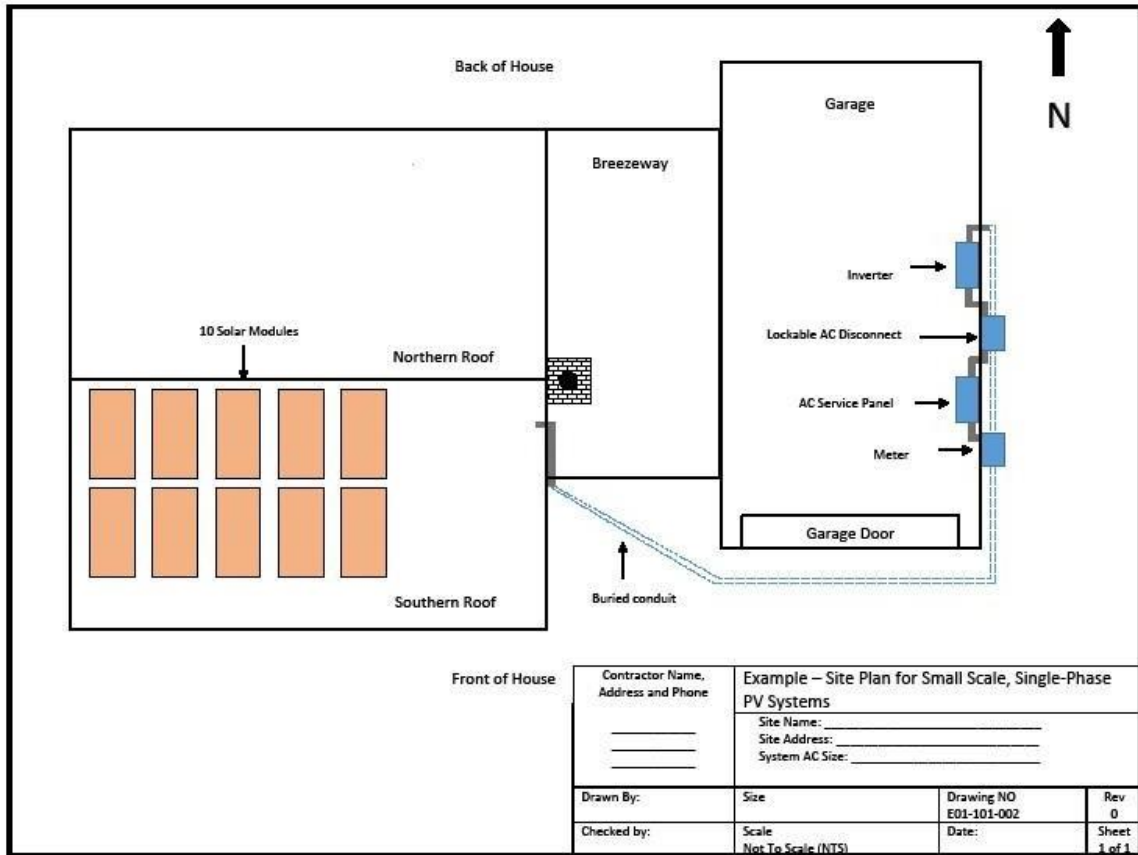 Back of House
Garage
N
Breezeway
Inverter
10 Solar Modules
Lockable AC Disconnect
Northern Roof
AC Service Panel
Meter
Garage Door
Buried conduit
Southern Roof
Front of House
Contractor Name,
Address and Phone
Example – Site Plan for Small Scale, Single-Phase
PV Systems
Site Name:
Site Address:
System AC Size:
Drawn By:
Size
Drawing NO
E01-101-002
Rev
0
Checked by:
Scale
Not To Scale (NTS)
Date:
Sheet
1 of 1